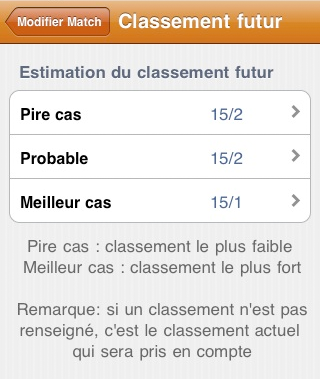 Modifier Match Classement futur
Estimation du classement futur
Pire cas 15/2
Probable 15/2
Meilleur cas 15/1
Pire cas : classement le plus faible
Meilleur cas : classement le plus fort
Remarque: si un classement n'est pas
renseigné, c'est le classement actuel
qui sera pris en compte